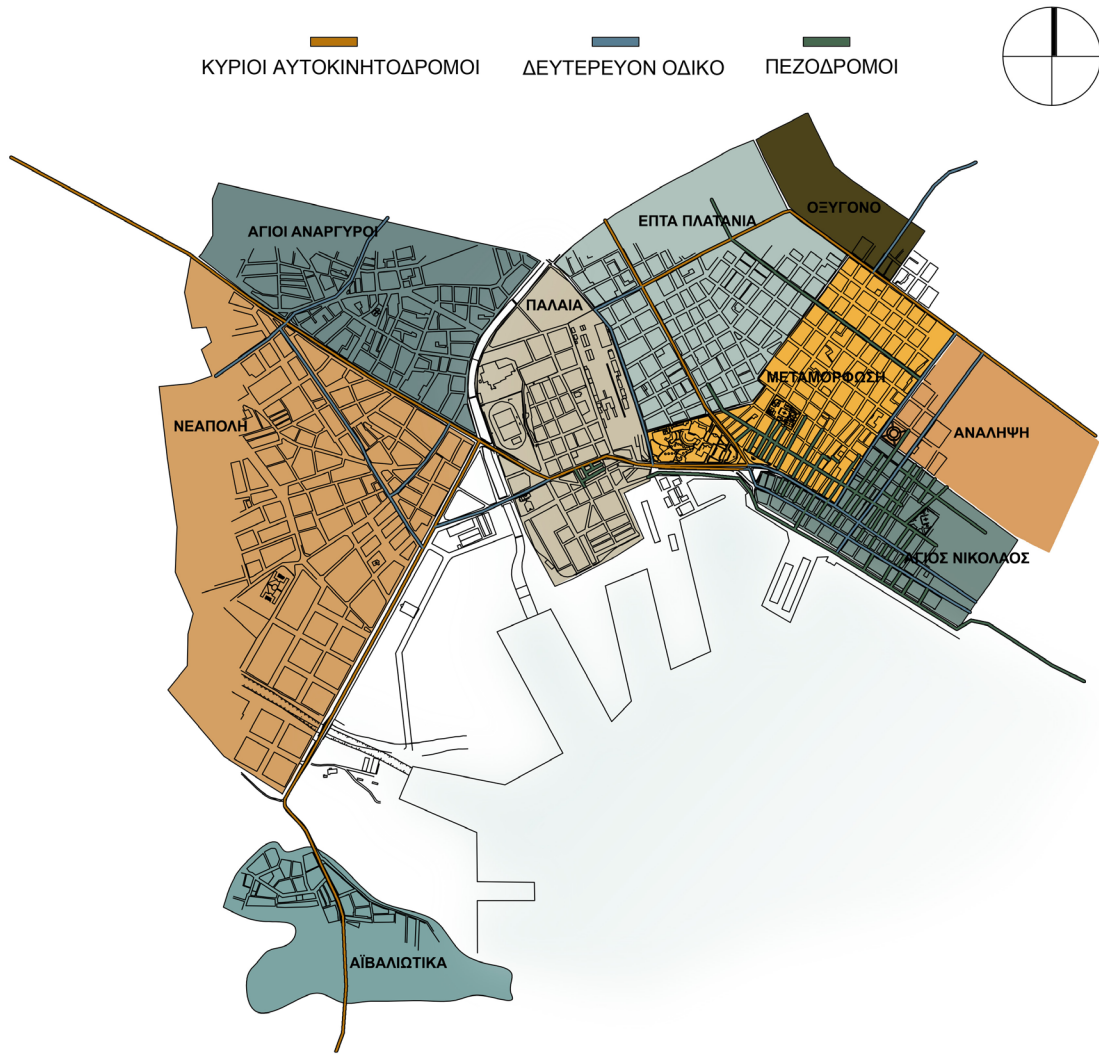 ΚΥΡΙΟΙ ΑΥΤΟΚΙΝΗΤΟΔΡΟΜΟΙ
ΔΕΥΤΕΡΕΥΟΝ ΟΔΙΚΟ
ΠΕΖΟΔΡΟΜΟΙ
ΟΞΥΓΟΝΟ
ΕΠΤΑ ΠΛΑΤΑΝΙΑ
ΑΓΙΟΙ ΑΝΑΡΓΥΡΟΙ
ΠΑΛΑΙΑ
ΜΕΤΑΜΟΡΦΩΣΗ
ΝΕΑΠΟΛΗ
ΑΝΑΛΗΨΗ
ΑΓΙΟΣ ΝΙΚΟΛΑΟΣ
ΑΪΒΑΛΙΩΤΙΚΑ